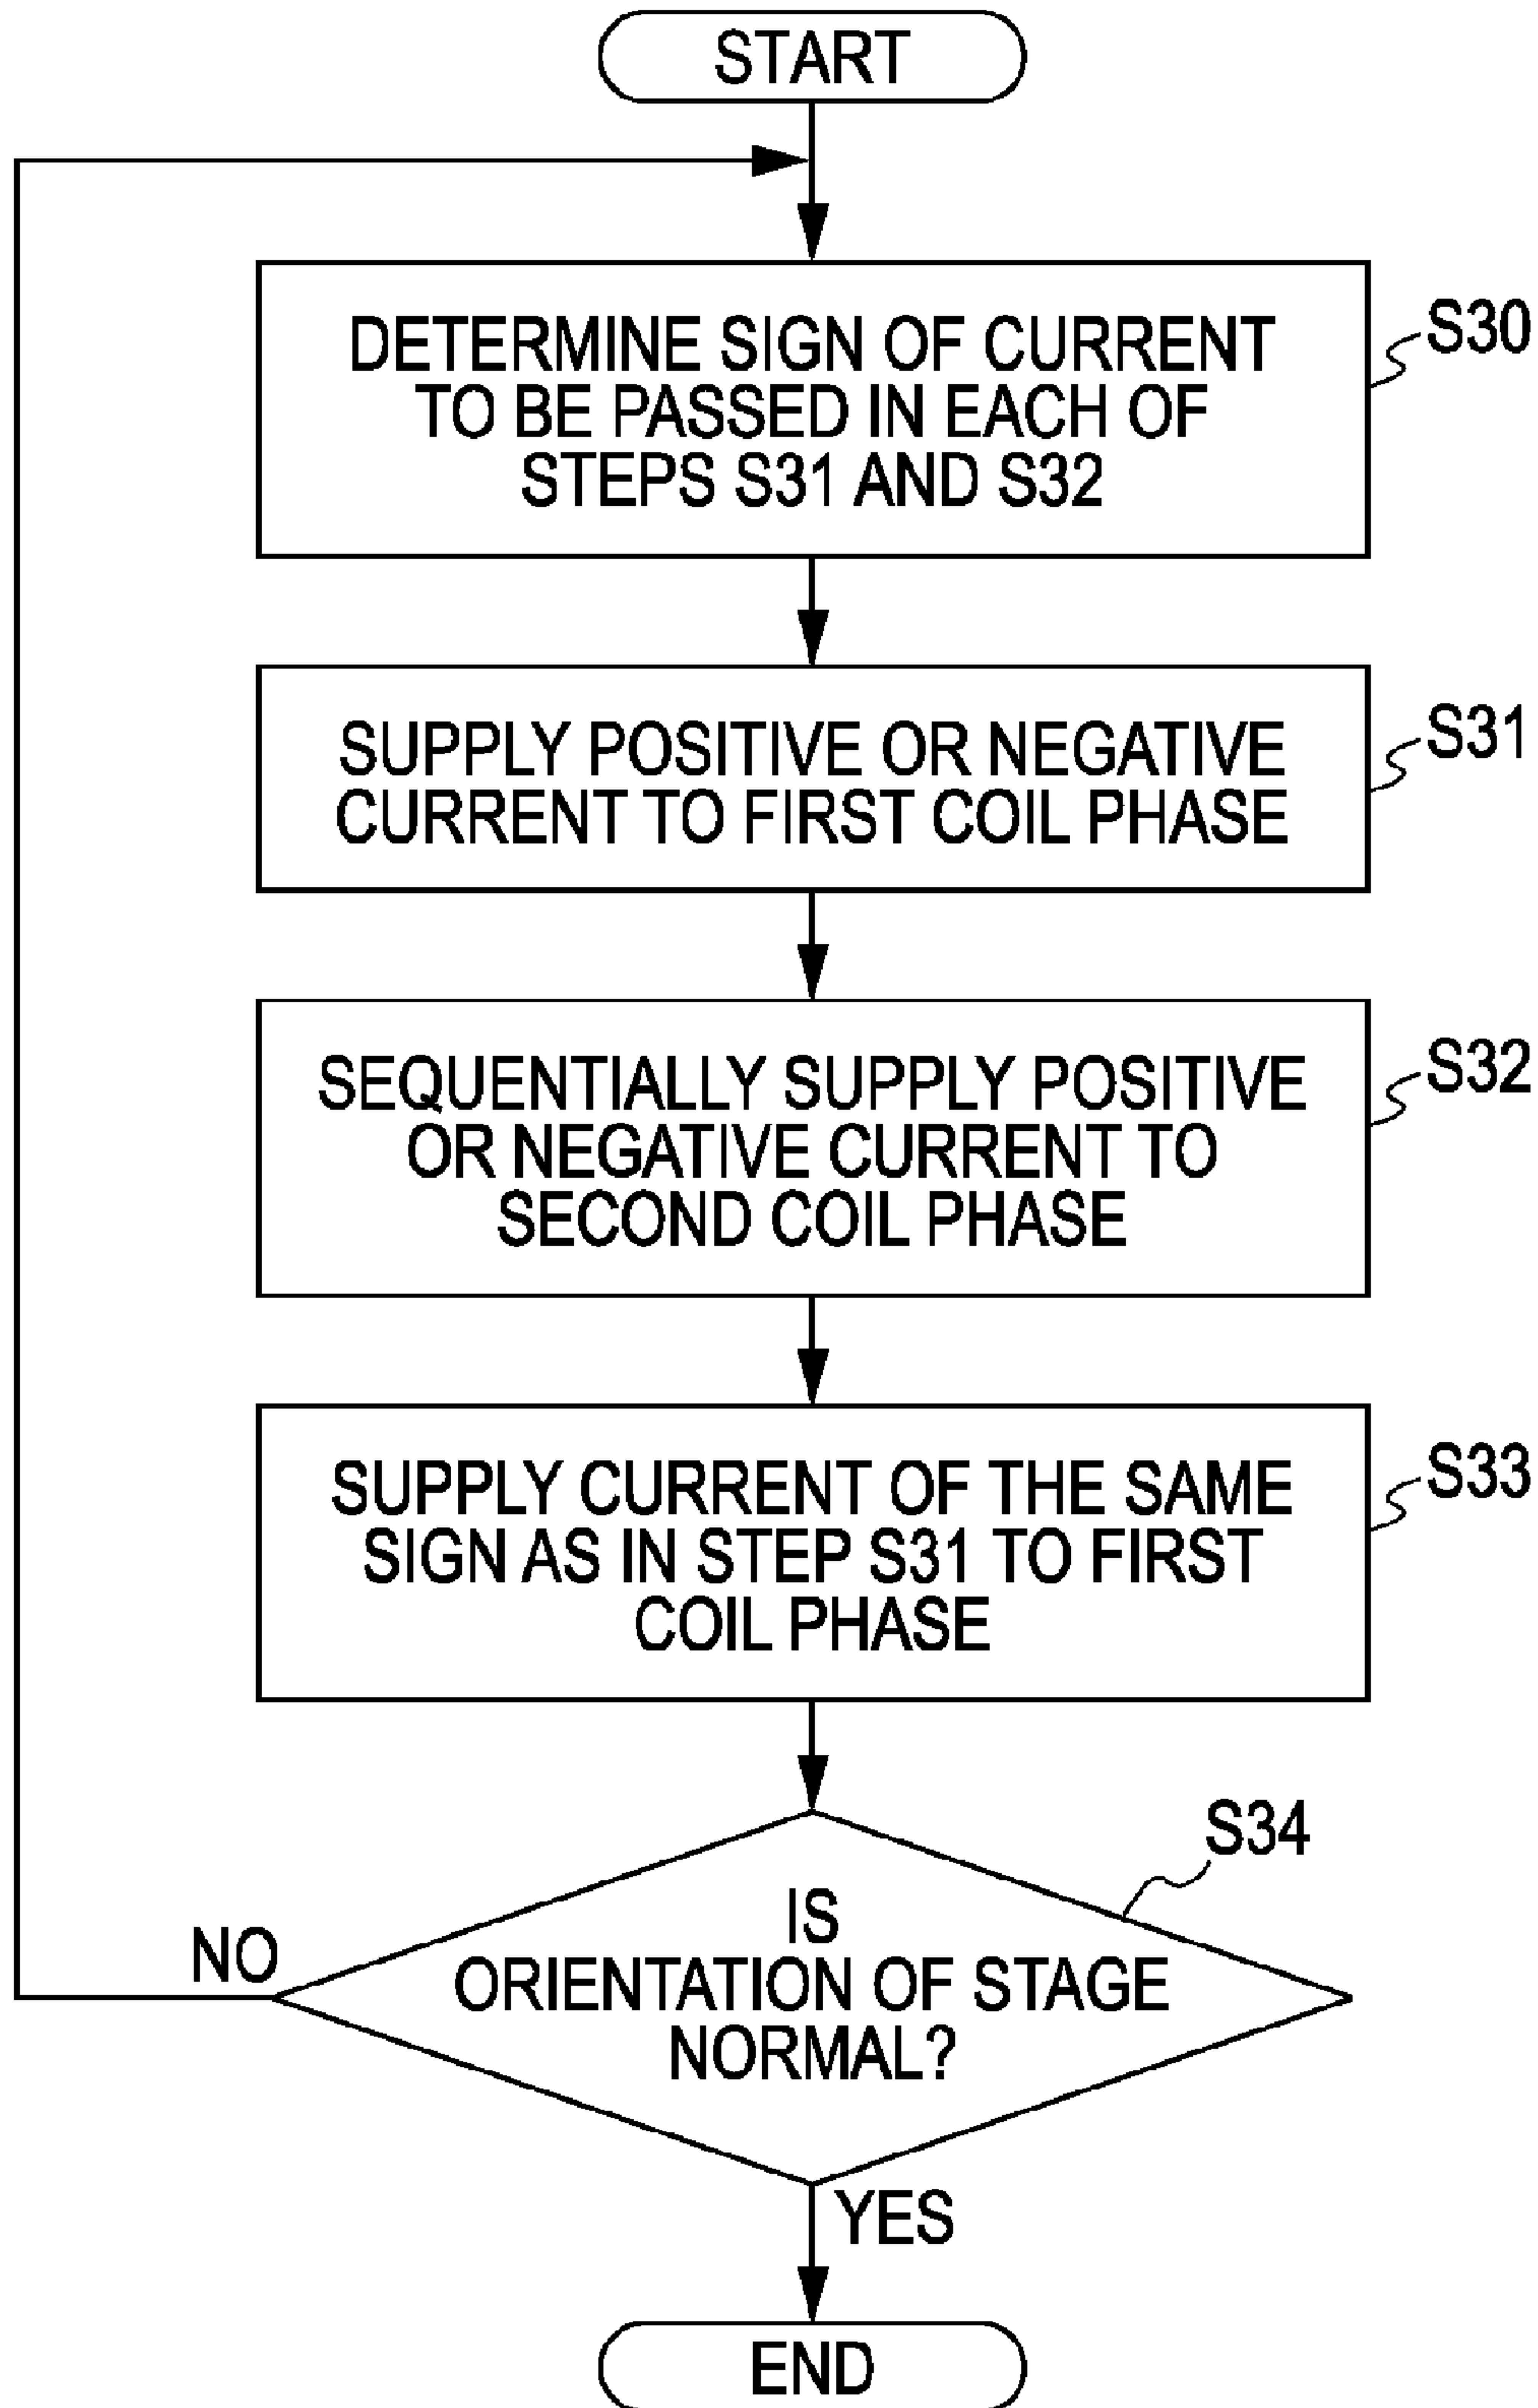 START
DETERMINE SIGN OF CURRENT
TO BE PASSED IN EACH OF
STEPS S31 AND S32
S30
SUPPLY POSITIVE OR NEGATIVE
CURRENT TO FIRST COIL PHASE
S31
SEQUENTIALLY SUPPLY POSITIVE
OR NEGATIVE CURRENT TO
SECOND COIL PHASE
S32
SUPPLY CURRENT OF THE SAME
SIGN AS IN STEP S31 TO FIRST
COIL PHASE
S33
S34
IS
ORIENTATION OF STAGE
NORMAL?
NO
YES
END